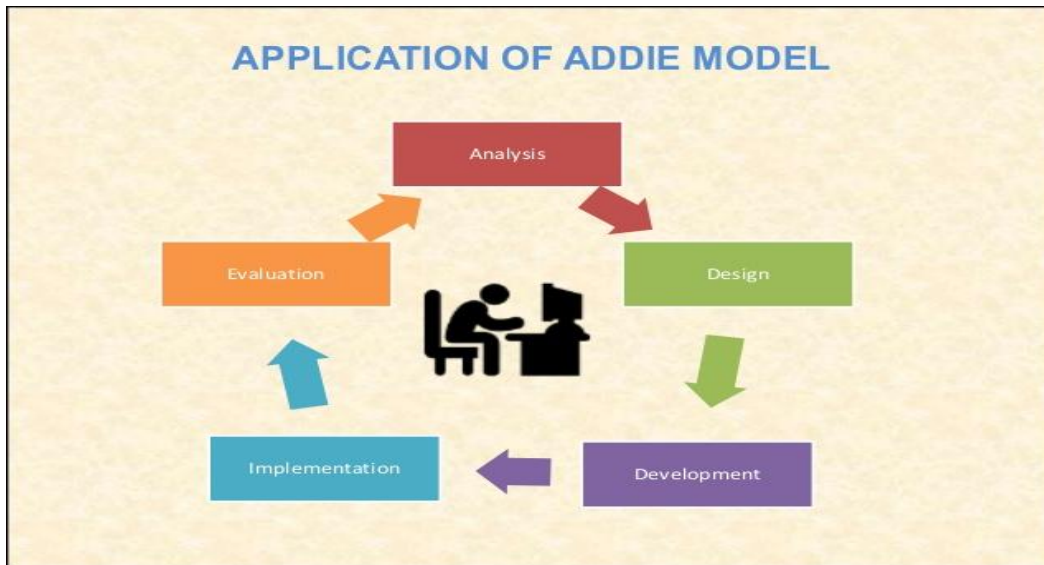 APPLICATION OF ADDIE MODEL
Analysis
Evaluation
Design
Implementation
Development